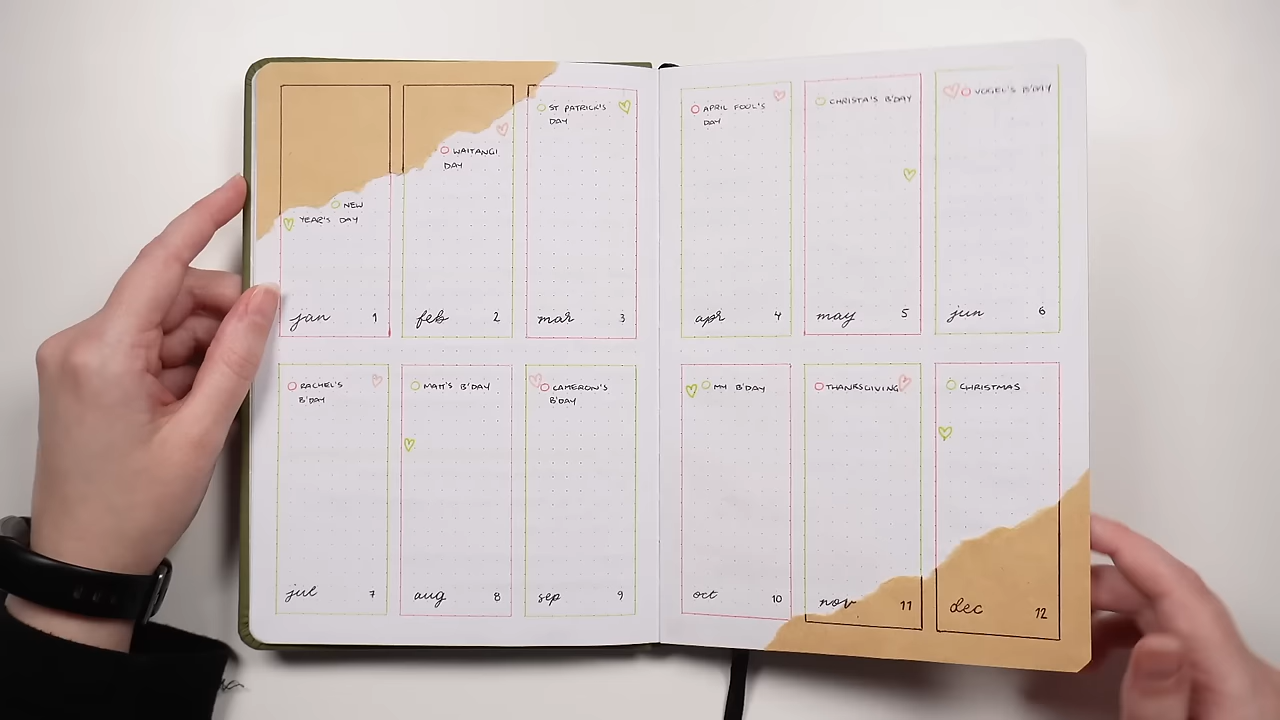 NEW
YEAR'S DAY
jan 1
WAITANGI
DAY
feb 2
ST PATRICK'S
DAY
mar 3
APRIL FOOL'S
DAY
apr 4
CHRISTA'S B'DAY
may 5
VOGEL'S B'DAY
jun 6
RACHEL'S
B'DAY
jul 7
MATT'S B'DAY
aug 8
CAMERON'S
B'DAY
sep 9
MY B'DAY
oct 10
THANKSGIVING
nov 11
CHRISTMAS
dec 12